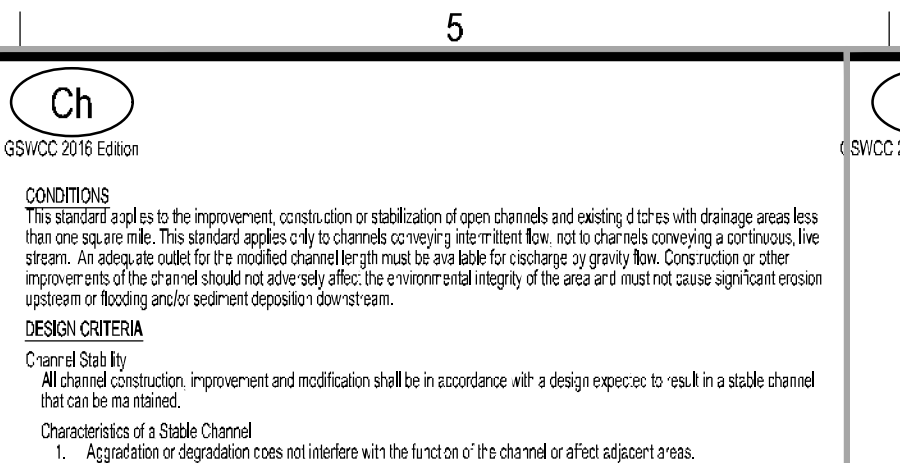 5
Ch
GSWCC 2016 Edition
GSWCC 2
CONDITIONS
This standard applies to the improvement, construction or stabilization of open channels and existing ditches with drainage areas less
than one square mile. This standard applies only to channels conveying intermittent flow, not to channels conveying a continuous, live
stream. An adequate outlet for the modified channel length must be available for discharge by gravity flow. Construction or other
improvements of the channel should not adversely affect the environmental integrity of the area and must not cause significant erosion
upstream or flooding and/or sediment deposition downstream.
DESIGN CRITERIA
Channel Stability
All channel construction, improvement and modification shall be in accordance with a design expected to result in a stable channel
that can be maintained.
Characteristics of a Stable Channel
1. Aggradation or degradation does not interfere with the function of the channel or affect adjacent areas.